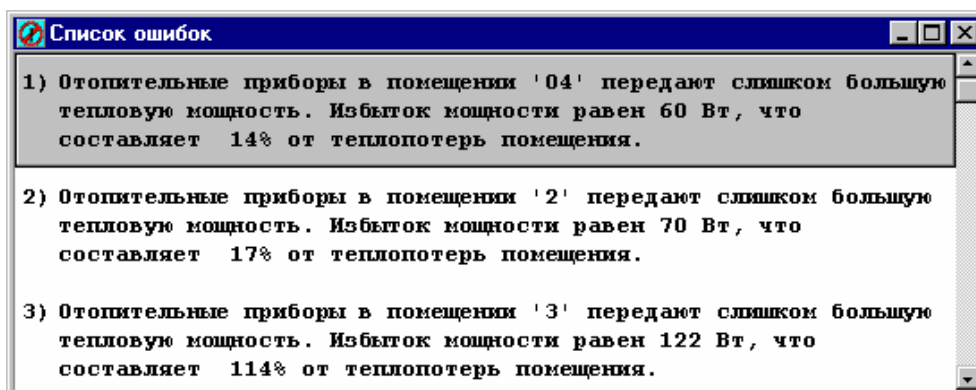 Список ошибок
1) Отопительные приборы в помещении '04' передают слишком большую
тепловую мощность. Избыток мощности равен 60 Вт, что
составляет 14% от теплопотерь помещения.
2) Отопительные приборы в помещении '2' передают слишком большую
тепловую мощность. Избыток мощности равен 70 Вт, что
составляет 17% от теплопотерь помещения.
3) Отопительные приборы в помещении '3' передают слишком большую
тепловую мощность. Избыток мощности равен 122 Вт, что
составляет 114% от теплопотерь помещения.